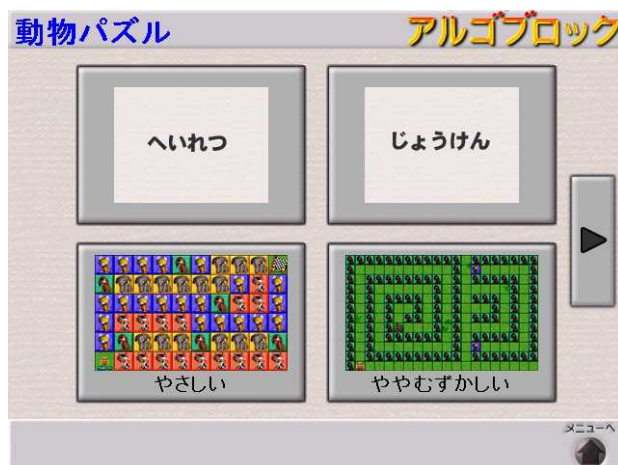 動物パズル
アルゴブロック
へいれつ
じょうけん
やさしい
ややむずかしい
メニューへ